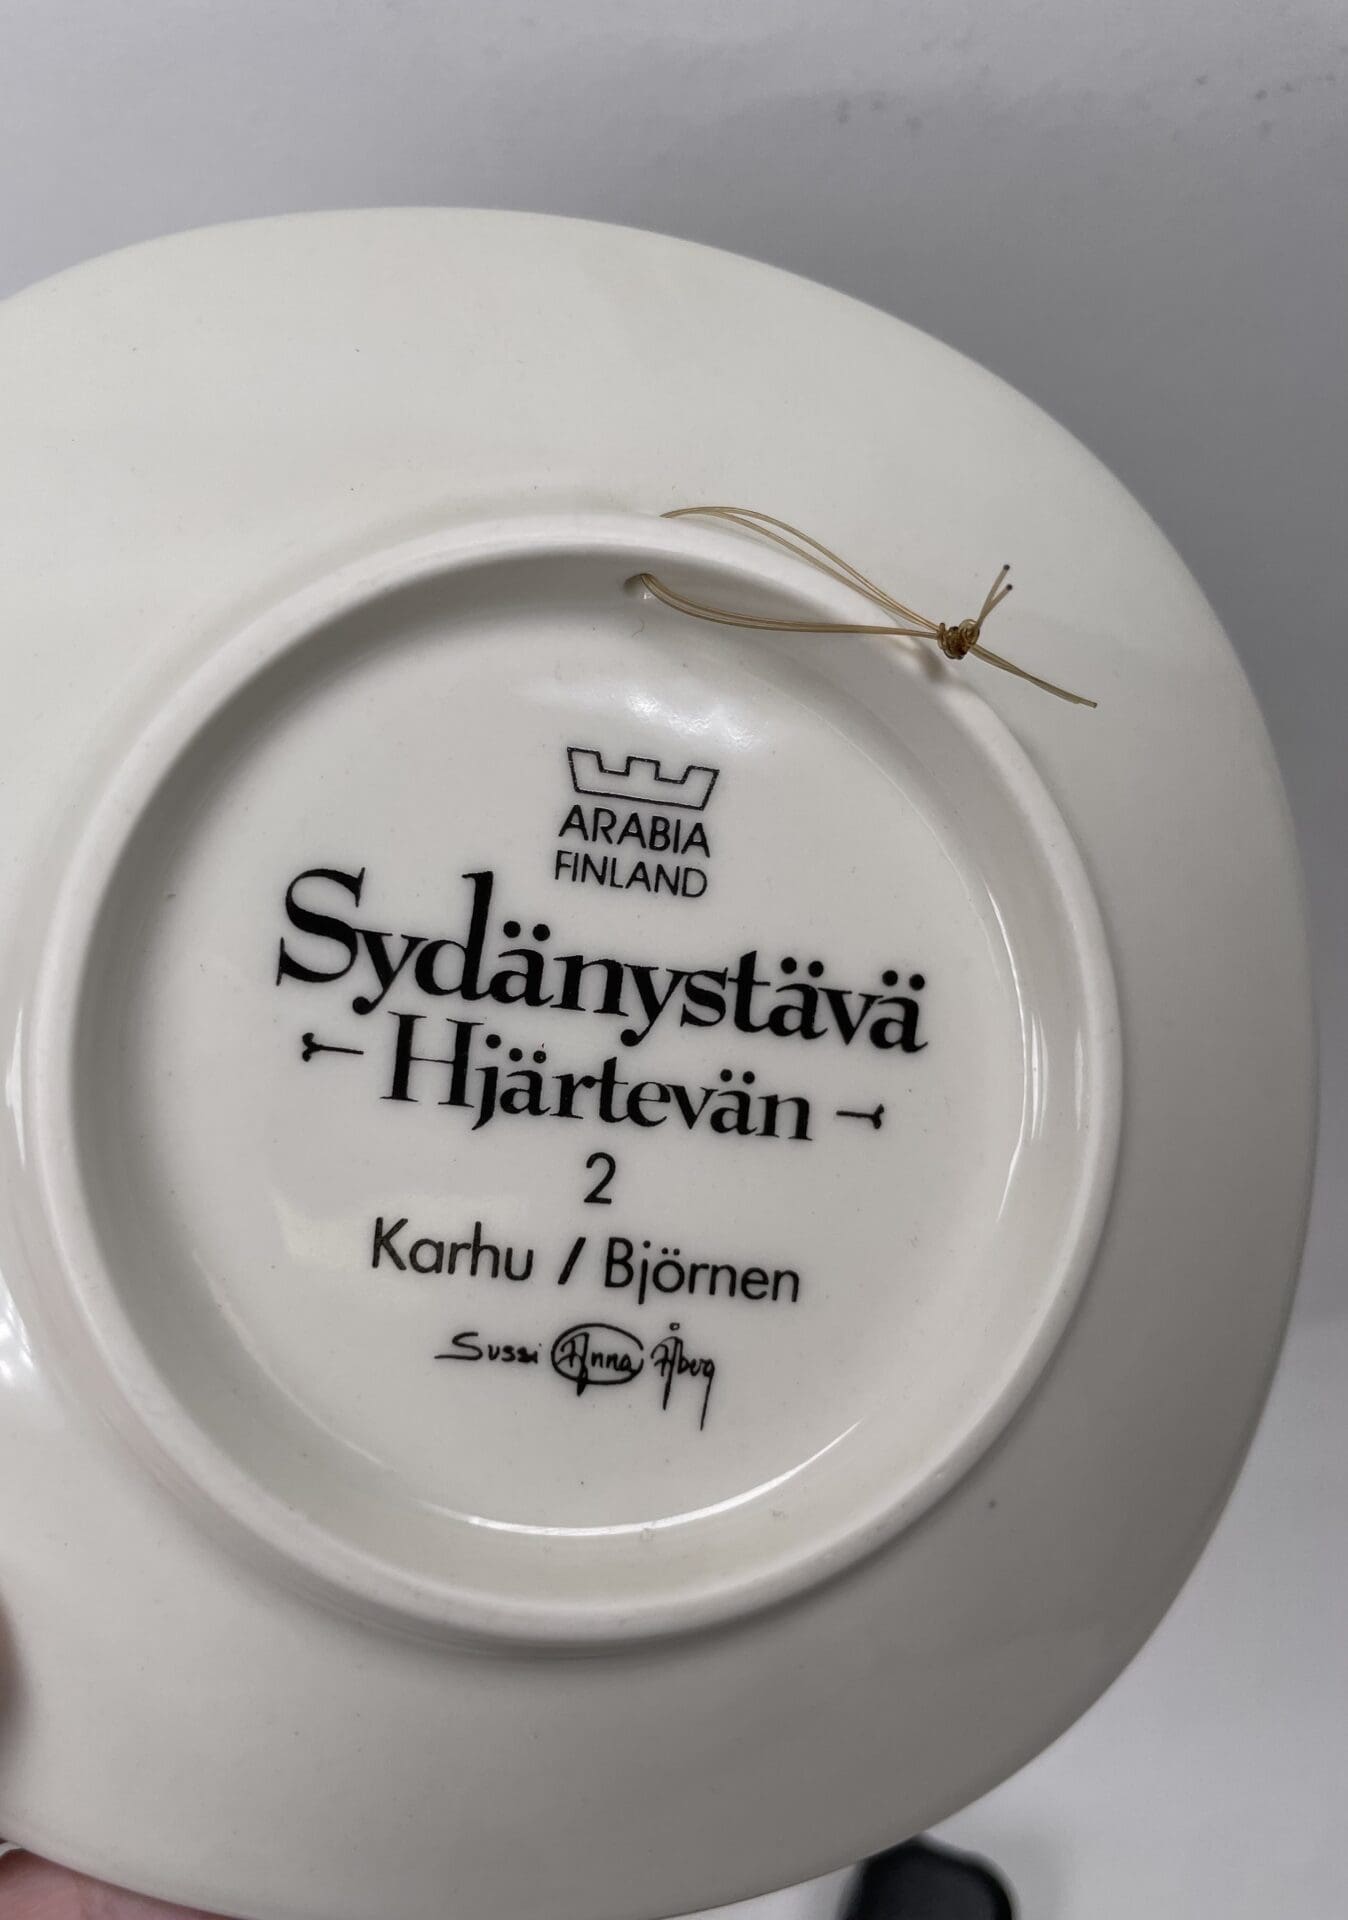 ARABIA
FINLAND
Sydänystävä
Hjärtevän
2
Karhu / Björnen
Sussi Anna Åberg